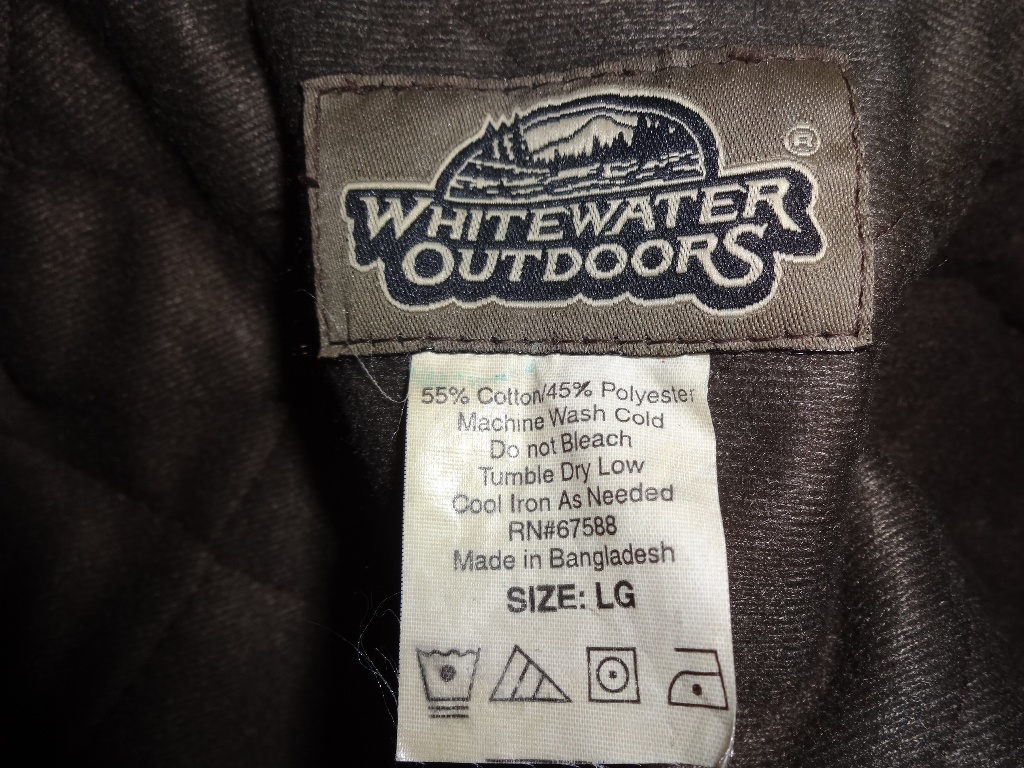 WHITEWATER ®
OUTDOORS
55% Cotton/45% Polyester
Machine Wash Cold
Do not Bleach
Tumble Dry Low
Cool Iron As Needed
RN#67588
Made in Bangladesh
SIZE: LG